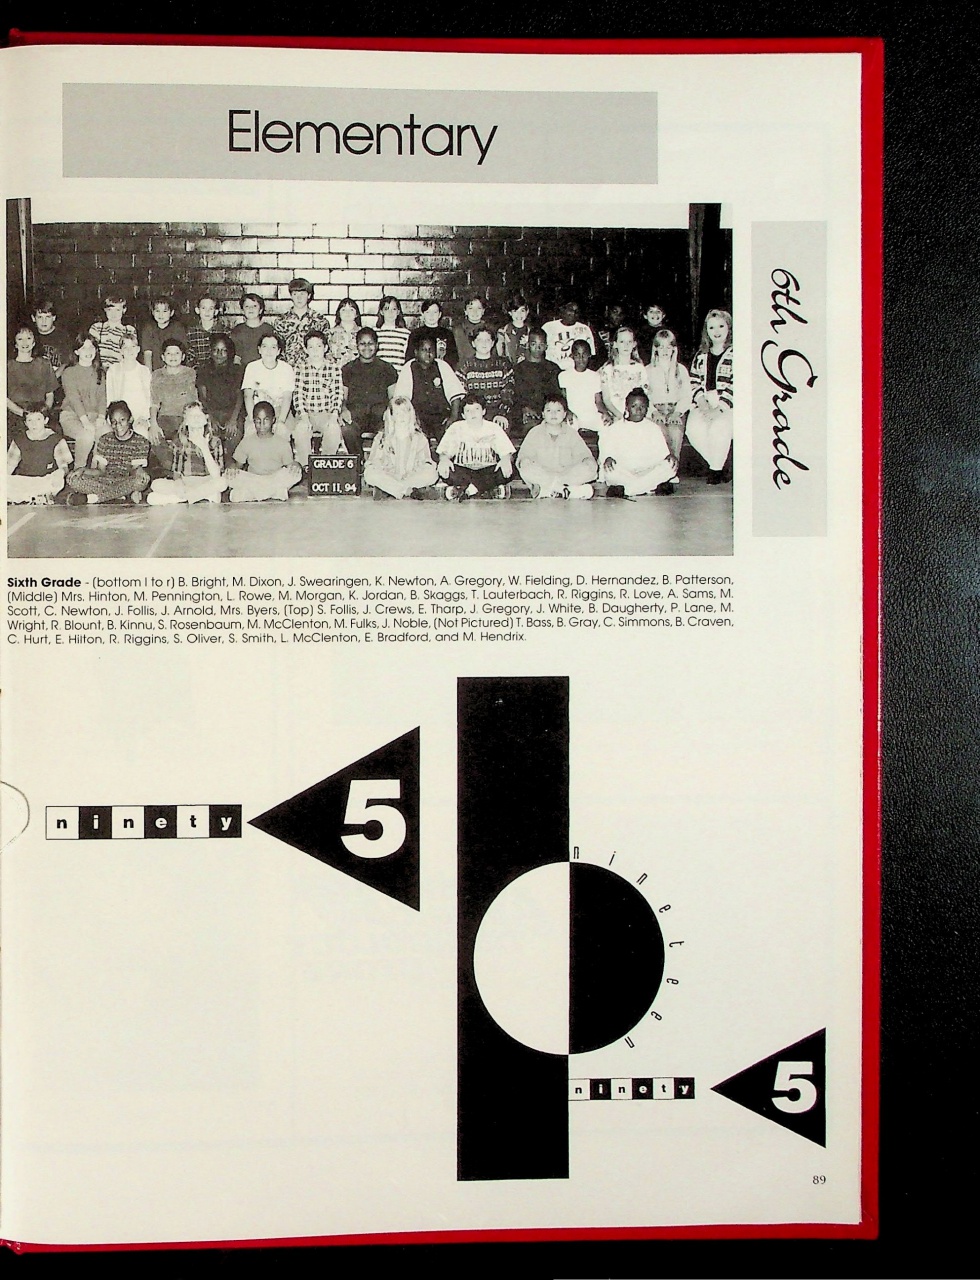 Elementary
6th Grade
GRADE 6
OCT 11, 94
Sixth Grade - (bottom l to r) B. Bright, M. Dixon, J. Swearingen, K. Newton, A. Gregory, W. Fielding, D. Hernandez, B. Patterson,
(Middle) Mrs. Hinton, M. Pennington, L. Rowe, M. Morgan, K. Jordan, B. Skaggs, T. Lauterbach, R. Riggins, R. Love, A. Sams, M.
Scott, C. Newton, J. Follis, J. Arnold, Mrs. Byers, (Top) S. Follis, J. Crews, E. Tharp, J. Gregory, J. White, B. Daugherty, P. Lane, M.
Wright, R. Blount, B. Kinnu, S. Rosenbaum, M. McClenton, M. Fulks, J. Noble, (Not Pictured) T. Bass, B. Gray, C. Simmons, B. Craven,
C. Hurt, E. Hilton, R. Riggins, S. Oliver, S. Smith, L. McClenton, E. Bradford, and M. Hendrix.
ninety 5
nineteen
ninety 5
89